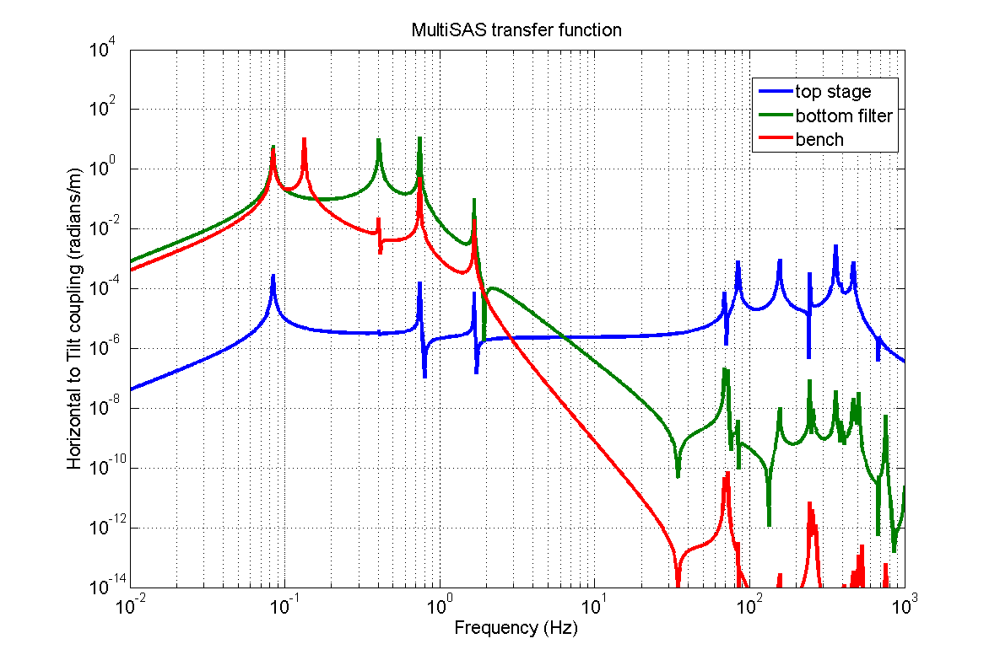 MultiSAS transfer function
Horizontal to Tilt coupling (radians/m)
10^4
10^2
10^0
10^-2
10^-4
10^-6
10^-8
10^-10
10^-12
10^-14
top stage
bottom filter
bench
10^-2 10^-1 10^0 10^1 10^2 10^3
Frequency (Hz)